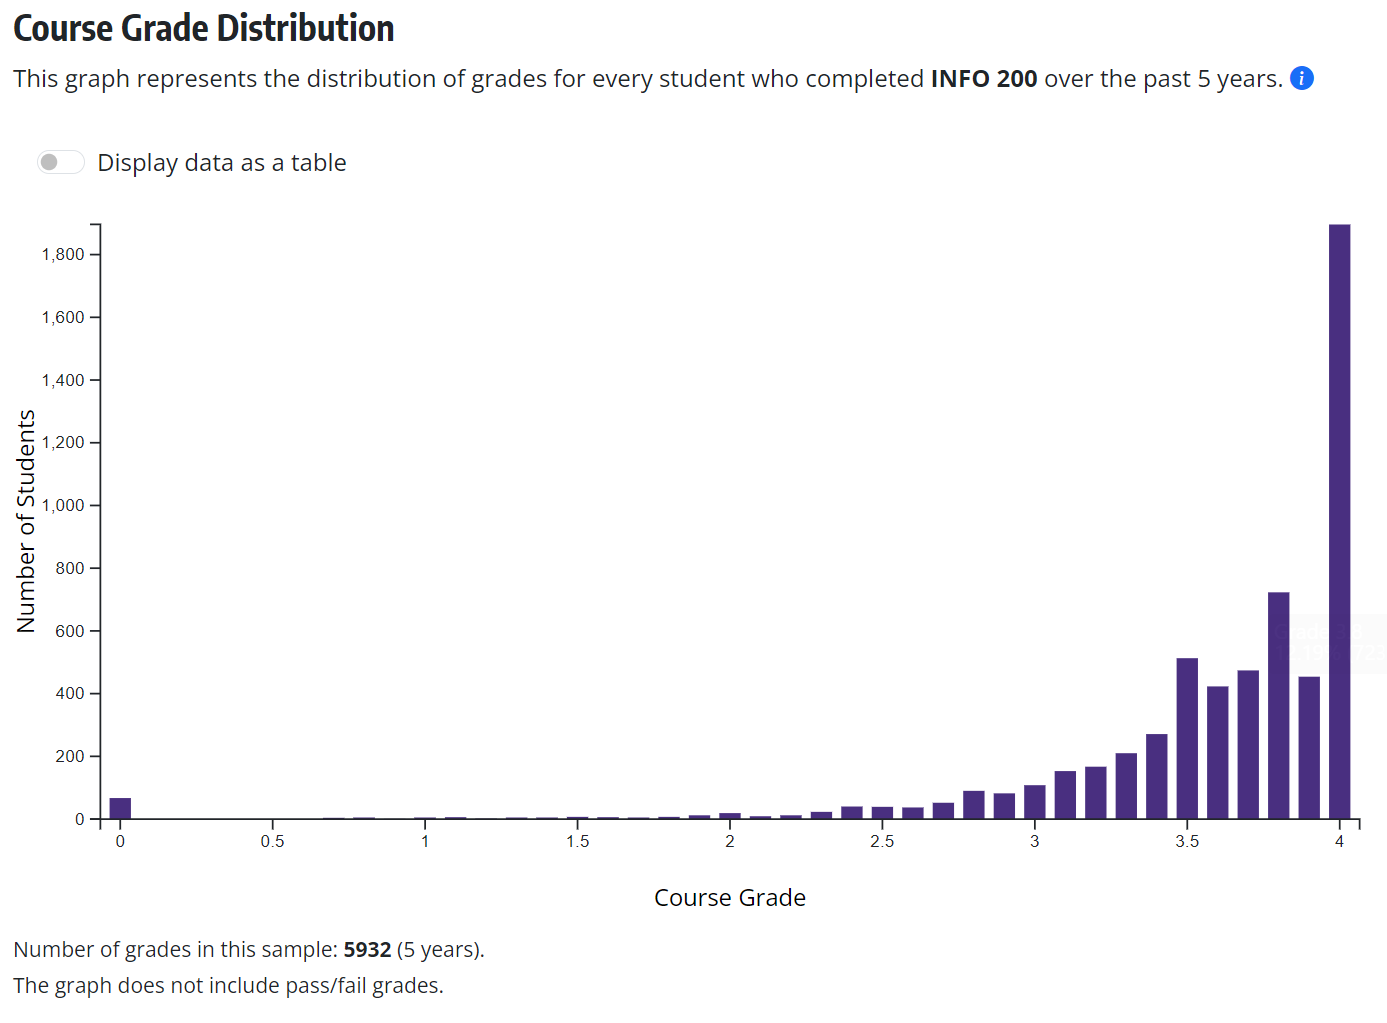 Course Grade Distribution
This graph represents the distribution of grades for every student who completed INFO 200 over the past 5 years. i
Display data as a table
Number of Students
1,800
1,600
1,400
1,200
1,000
800
600
400
200
0
0 0.5 1 1.5 2 2.5 3 3.5 4
Course Grade
Number of grades in this sample: 5932 (5 years).
The graph does not include pass/fail grades.